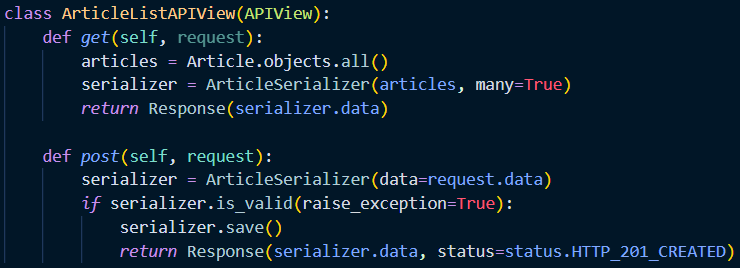 class ArticleListAPIView(APIView):
    def get(self, request):
        articles = Article.objects.all()
        serializer = ArticleSerializer(articles, many=True)
        return Response(serializer.data)

    def post(self, request):
        serializer = ArticleSerializer(data=request.data)
        if serializer.is_valid(raise_exception=True):
            serializer.save()
            return Response(serializer.data, status=status.HTTP_201_CREATED)